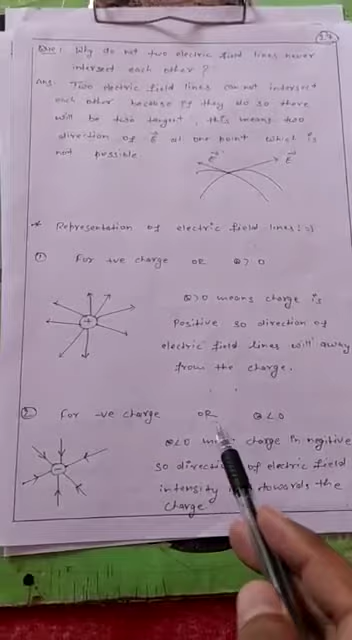 Que: Why do not two electric field lines never
intersect each other?
Ans: Two electric field lines can not intersect
each other because if they do so there
will be two tangent, this means two
direction of E⃗ at one point which is
not possible
E⃗ E⃗
* Representation of electric field lines:⇒
① For +ve charge OR Q>0
+
Q>0 means charge is
Positive so direction of
electric field lines will away
from the charge.
② For -ve charge OR Q<0
−
Q<0 charge in negitive
so direction of electric field
intensity towards the
charge